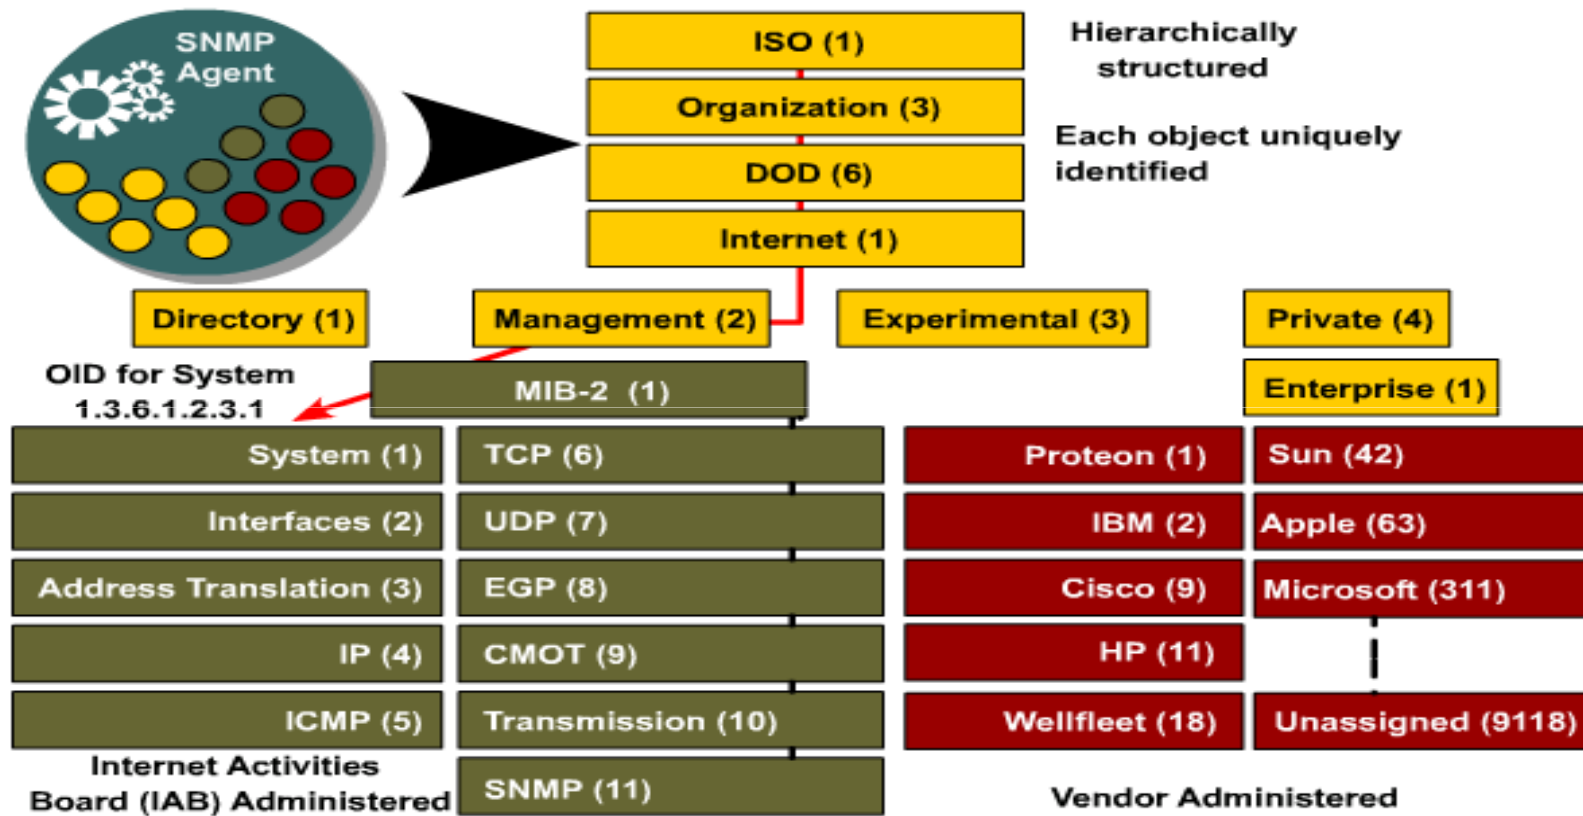 SNMP
Agent
ISO (1)
Organization (3)
DOD (6)
Internet (1)
Hierarchically
structured
Each object uniquely
identified
Directory (1)
Management (2)
Experimental (3)
Private (4)
OID for System
1.3.6.1.2.3.1
MIB-2 (1)
Enterprise (1)
System (1)
TCP (6)
Proteon (1)
Sun (42)
Interfaces (2)
UDP (7)
IBM (2)
Apple (63)
Address Translation (3)
EGP (8)
Cisco (9)
Microsoft (311)
IP (4)
CMOT (9)
HP (11)
ICMP (5)
Transmission (10)
Wellfleet (18)
Unassigned (9118)
Internet Activities
Board (IAB) Administered
SNMP (11)
Vendor Administered